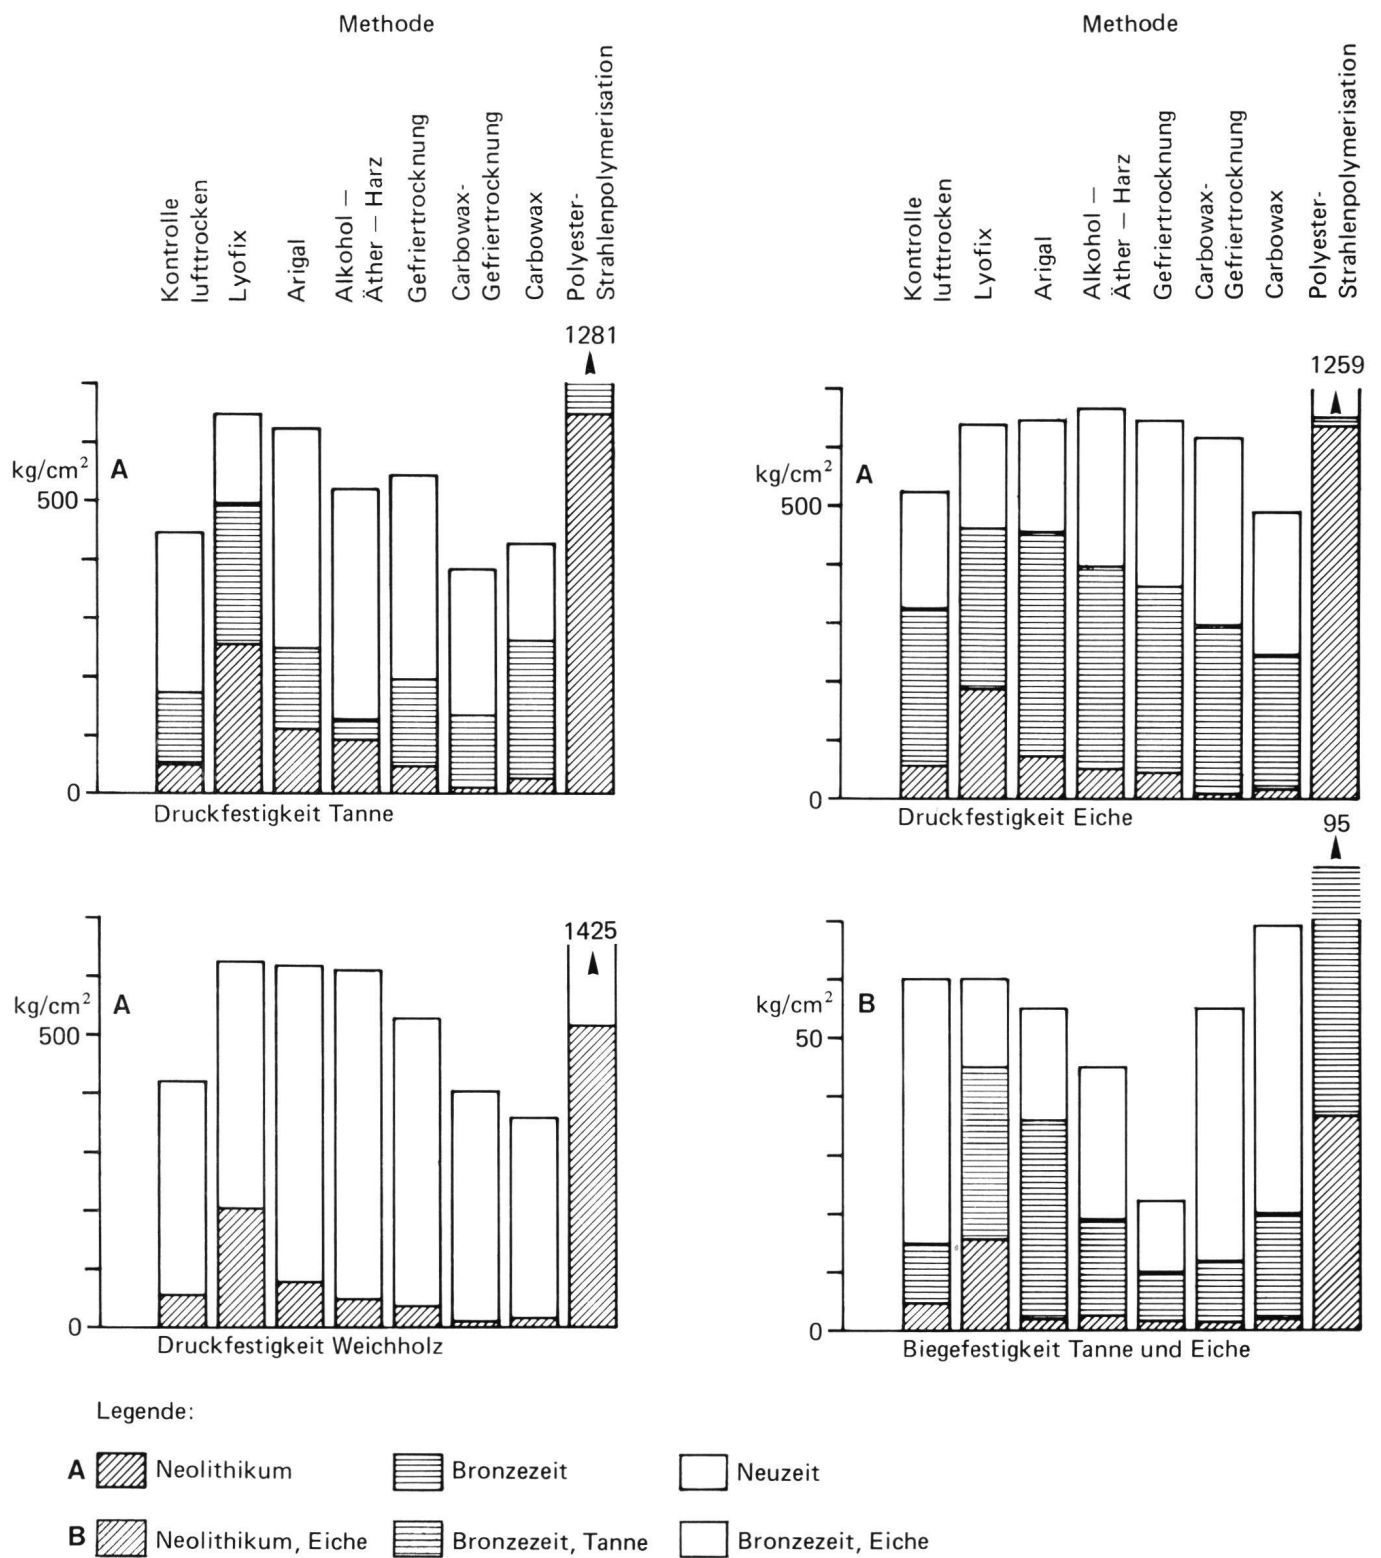 Methode
Kontrolle
lufttrocken
Lyofix
Arigal
Alkohol –
Äther – Harz
Gefriertrocknung
Carbowax-
Gefriertrocknung
Carbowax
Polyester-
Strahlenpolymerisation
1281
kg/cm²
A
500
0
Druckfestigkeit Tanne
Methode
Kontrolle
lufttrocken
Lyofix
Arigal
Alkohol –
Äther – Harz
Gefriertrocknung
Carbowax-
Gefriertrocknung
Carbowax
Polyester-
Strahlenpolymerisation
1259
kg/cm²
A
500
0
Druckfestigkeit Eiche
1425
kg/cm²
A
500
0
Druckfestigkeit Weichholz
95
kg/cm²
B
50
0
Biegefestigkeit Tanne und Eiche
Legende:
A Neolithikum Bronzezeit Neuzeit
B Neolithikum, Eiche Bronzezeit, Tanne Bronzezeit, Eiche